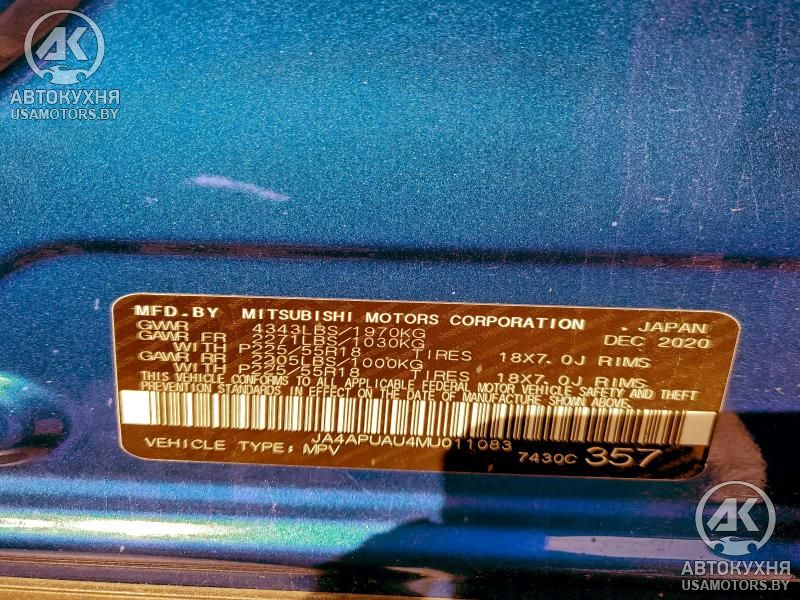 АК
АВТОКУХНЯ
USAMOTORS.BY
MFD.BY MITSUBISHI MOTORS CORPORATION . JAPAN
GVWR 4343LBS/1970KG DEC 2020
GAWR FR 2271LBS/1030KG
WITH P225/55R18 TIRES 18X7.0J RIMS
GAWR RR 2205LBS/1000KG
WITH P225/55R18 TIRES 18X7.0J RIMS
THIS VEHICLE CONFORMS TO ALL APPLICABLE FEDERAL MOTOR VEHICLE SAFETY AND THEFT
PREVENTION STANDARDS IN EFFECT ON THE DATE OF MANUFACTURE SHOWN ABOVE.
JA4APUAU4MU011083
VEHICLE TYPE: MPV 7430C 357
АК
АВТОКУХНЯ
USAMOTORS.BY